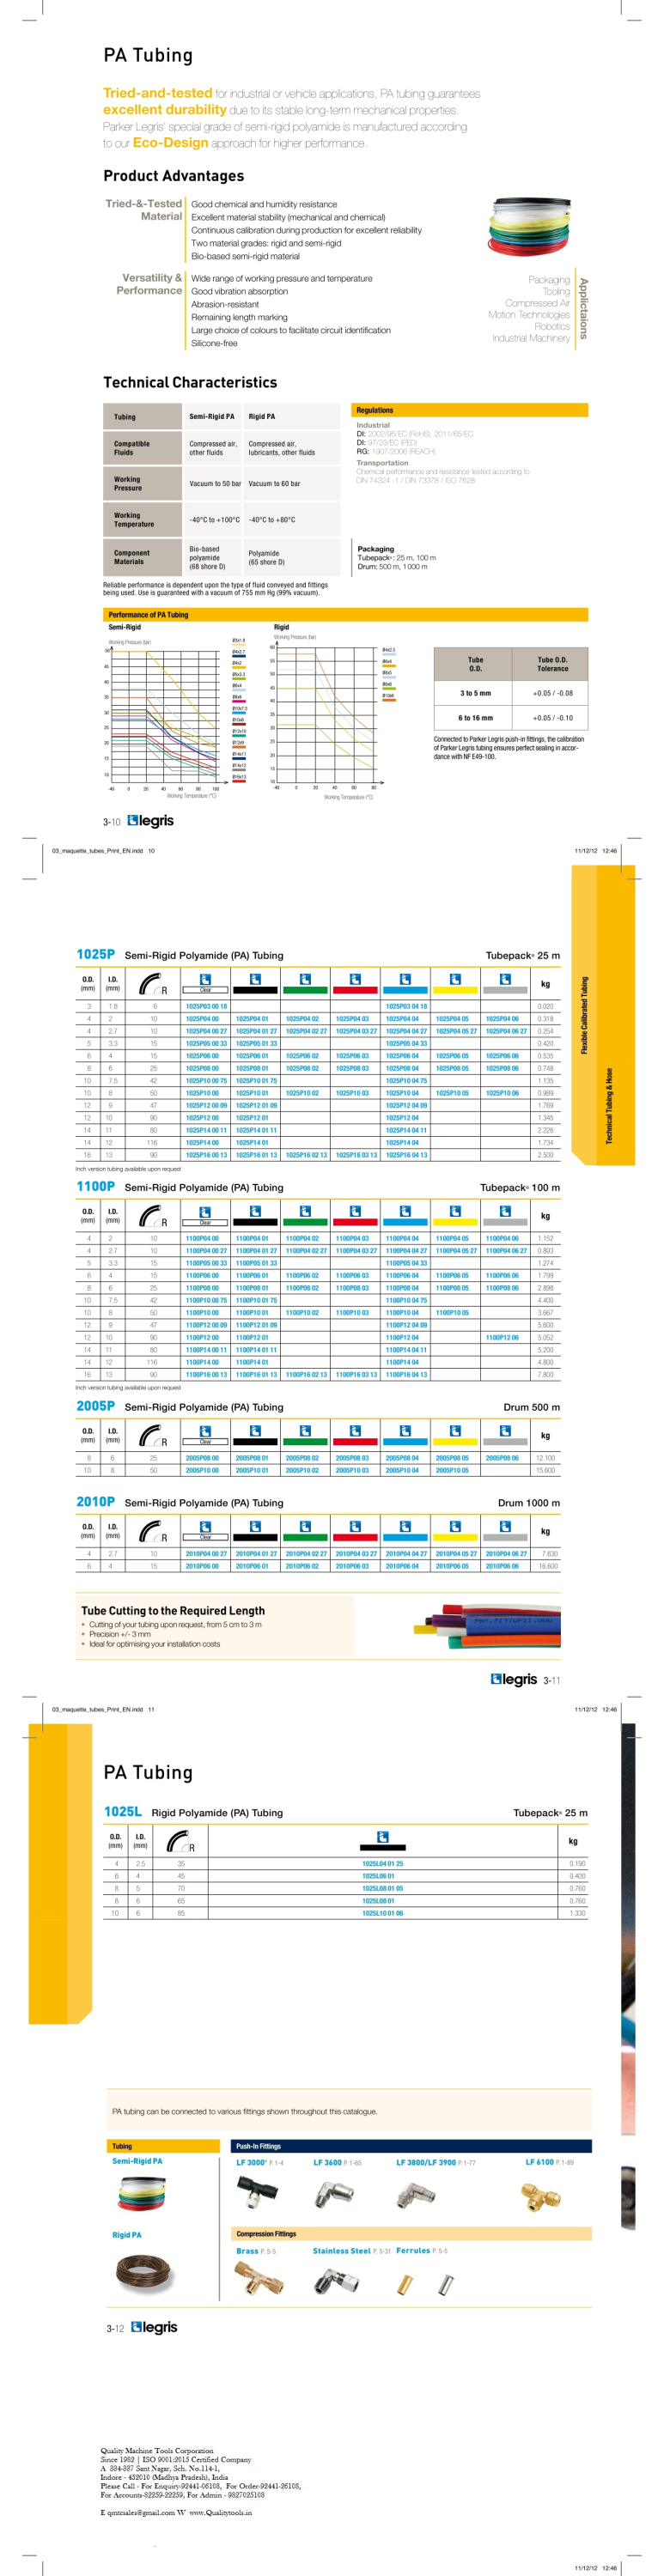 PA Tubing
Tried-and-tested for industrial or vehicle applications, PA tubing guarantees
excellent durability due to its stable long-term mechanical properties.
Parker Legris' special grade of semi-rigid polyamide is manufactured according
to our Eco-Design approach for higher performance.
Product Advantages
Tried-&-Tested
Material
Good chemical and humidity resistance
Excellent material stability (mechanical and chemical)
Continuous calibration during production for excellent reliability
Two material grades: rigid and semi-rigid
Bio-based semi-rigid material
Versatility &
Performance
Wide range of working pressure and temperature
Good vibration absorption
Abrasion-resistant
Remaining length marking
Large choice of colours to facilitate circuit identification
Silicone-free
Packaging
Tooling
Compressed Air
Motion Technologies
Robotics
Industrial Machinery
Applictaions
Technical Characteristics
Tubing Semi-Rigid PA Rigid PA
Compatible Fluids Compressed air, other fluids Compressed air, lubricants, other fluids
Working Pressure Vacuum to 50 bar Vacuum to 60 bar
Working Temperature -40°C to +100°C -40°C to +80°C
Component Materials Bio-based polyamide (68 shore D) Polyamide (65 shore D)
Regulations
Industrial
DI: 2002/95/EC (RoHS), 2011/65/EC
DI: 97/23/EC (PED)
RG: 1907/2006 (REACH)
Transportation
Chemical performance and resistance tested according to
DIN 74324 -1 / DIN 73378 / ISO 7628
Packaging
Tubepack®: 25 m, 100 m
Drum: 500 m, 1000 m
Reliable performance is dependent upon the type of fluid conveyed and fittings
being used. Use is guaranteed with a vacuum of 755 mm Hg (99% vacuum).
Performance of PA Tubing
Semi-Rigid
Working Pressure (bar)
50
45
40
35
30
25
20
15
10
-40 0 20 40 60 80 100
Working Temperature (°C)
Ø3x1.8
Ø4x2.7
Ø4x2
Ø5x3.3
Ø6x4
Ø8x6
Ø10x7.5
Ø10x8
Ø12x10
Ø12x9
Ø14x11
Ø14x12
Ø16x13
Rigid
Working Pressure (bar)
60
55
50
45
40
35
30
25
20
15
10
-40 0 20 40 60 80
Working Temperature (°C)
Ø4x2.5
Ø6x4
Ø8x5
Ø8x6
Ø10x6
Tube O.D. Tube O.D. Tolerance
3 to 5 mm +0.05 / -0.08
6 to 16 mm +0.05 / -0.10
Connected to Parker Legris push-in fittings, the calibration
of Parker Legris tubing ensures perfect sealing in accor-
dance with NF E49-100.
3-10 legris
03_maquette_tubes_Print_EN.indd 10
11/12/12 12:46
1025P Semi-Rigid Polyamide (PA) Tubing Tubepack® 25 m
O.D. (mm) I.D. (mm) R Clear kg
3 1.8 6 1025P03 00 18 1025P03 04 18 0.020
4 2 10 1025P04 00 1025P04 01 1025P04 02 1025P04 03 1025P04 04 1025P04 05 1025P04 06 0.318
4 2.7 10 1025P04 00 27 1025P04 01 27 1025P04 02 27 1025P04 03 27 1025P04 04 27 1025P04 05 27 1025P04 06 27 0.254
5 3.3 15 1025P05 00 33 1025P05 01 33 1025P05 04 33 0.420
6 4 15 1025P06 00 1025P06 01 1025P06 02 1025P06 03 1025P06 04 1025P06 05 1025P06 06 0.535
8 6 25 1025P08 00 1025P08 01 1025P08 02 1025P08 03 1025P08 04 1025P08 05 1025P08 06 0.748
10 7.5 42 1025P10 00 75 1025P10 01 75 1025P10 04 75 1.135
10 8 50 1025P10 00 1025P10 01 1025P10 02 1025P10 03 1025P10 04 1025P10 05 1025P10 06 0.989
12 9 47 1025P12 00 09 1025P12 01 09 1025P12 04 09 1.769
12 10 90 1025P12 00 1025P12 01 1025P12 04 1.345
14 11 80 1025P14 00 11 1025P14 01 11 1025P14 04 11 2.226
14 12 116 1025P14 00 1025P14 01 1025P14 04 1.734
16 13 90 1025P16 00 13 1025P16 01 13 1025P16 02 13 1025P16 03 13 1025P16 04 13 2.500
Inch version tubing available upon request
Flexible Calibrated Tubing
Technical Tubing & Hose
1100P Semi-Rigid Polyamide (PA) Tubing Tubepack® 100 m
O.D. (mm) I.D. (mm) R Clear kg
4 2 10 1100P04 00 1100P04 01 1100P04 02 1100P04 03 1100P04 04 1100P04 05 1100P04 06 1.152
4 2.7 10 1100P04 00 27 1100P04 01 27 1100P04 02 27 1100P04 03 27 1100P04 04 27 1100P04 05 27 1100P04 06 27 0.893
5 3.3 15 1100P05 00 33 1100P05 01 33 1100P05 04 33 1.274
6 4 15 1100P06 00 1100P06 01 1100P06 02 1100P06 03 1100P06 04 1100P06 05 1100P06 06 1.799
8 6 25 1100P08 00 1100P08 01 1100P08 02 1100P08 03 1100P08 04 1100P08 05 1100P08 06 2.898
10 7.5 42 1100P10 00 75 1100P10 01 75 1100P10 04 75 4.400
10 8 50 1100P10 00 1100P10 01 1100P10 02 1100P10 03 1100P10 04 1100P10 05 3.667
12 9 47 1100P12 00 09 1100P12 01 09 1100P12 04 09 5.600
12 10 90 1100P12 00 1100P12 01 1100P12 04 1100P12 06 5.052
14 11 80 1100P14 00 11 1100P14 01 11 1100P14 04 11 5.200
14 12 116 1100P14 00 1100P14 01 1100P14 04 4.800
16 13 90 1100P16 00 13 1100P16 01 13 1100P16 02 13 1100P16 03 13 1100P16 04 13 7.800
Inch version tubing available upon request
2005P Semi-Rigid Polyamide (PA) Tubing Drum 500 m
O.D. (mm) I.D. (mm) R Clear kg
8 6 25 2005P08 00 2005P08 01 2005P08 02 2005P08 03 2005P08 04 2005P08 05 2005P08 06 12.100
10 8 50 2005P10 00 2005P10 01 2005P10 02 2005P10 03 2005P10 04 2005P10 05 15.600
2010P Semi-Rigid Polyamide (PA) Tubing Drum 1000 m
O.D. (mm) I.D. (mm) R Clear kg
4 2.7 10 2010P04 00 27 2010P04 01 27 2010P04 02 27 2010P04 03 27 2010P04 04 27 2010P04 05 27 2010P04 06 27 7.630
6 4 15 2010P06 00 2010P06 01 2010P06 02 2010P06 03 2010P06 04 2010P06 05 2010P06 06 16.600
Tube Cutting to the Required Length
• Cutting of your tubing upon request, from 5 cm to 3 m
• Precision +/- 3 mm
• Ideal for optimising your installation costs
legris 3-11
03_maquette_tubes_Print_EN.indd 11
11/12/12 12:46
PA Tubing
1025L Rigid Polyamide (PA) Tubing Tubepack® 25 m
O.D. (mm) I.D. (mm) R kg
4 2.5 35 1025L04 01 25 0.190
6 4 45 1025L06 01 0.400
8 5 70 1025L08 01 05 0.760
8 6 65 1025L08 01 0.760
10 6 85 1025L10 01 06 1.330
PA tubing can be connected to various fittings shown throughout this catalogue.
Tubing
Push-In Fittings
Semi-Rigid PA
LF 3000® P. 1-4 LF 3600 P. 1-65 LF 3800/LF 3900 P. 1-77 LF 6100 P. 1-89
Rigid PA
Compression Fittings
Brass P. 5-5 Stainless Steel P. 5-31 Ferrules P. 5-5
3-12 legris
Quality Machine Tools Corporation
Since 1982 | ISO 9001:2015 Certified Company
A 334-337 Sant Nagar, Sch. No.114-1,
Indore - 452010 (Madhya Pradesh), India
Please Call - For Enquiry-92441-06108, For Order-92441-26108,
For Accounts-82259-22259, For Admin - 9827025108
E qmtcsales@gmail.com W www.Qualitytools.in
11/12/12 12:46